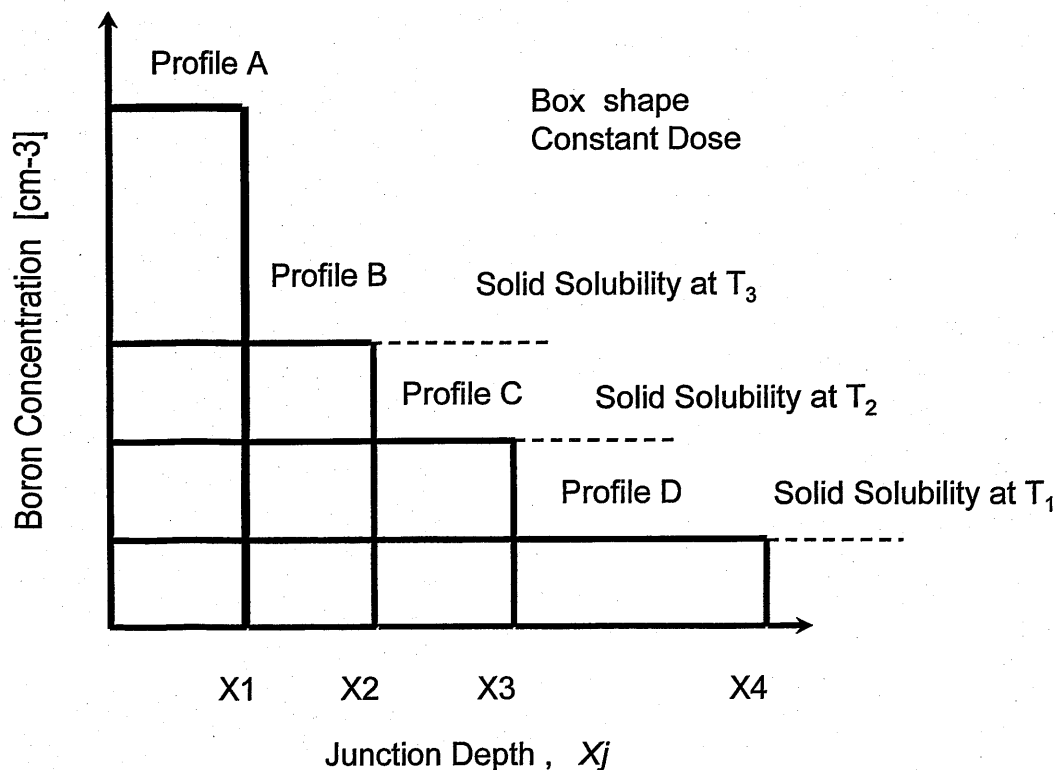 Profile A
Box shape
Constant Dose
Boron Concentration [cm-3]
Profile B
Solid Solubility at T₃
Profile C
Solid Solubility at T₂
Profile D
Solid Solubility at T₁
X1
X2
X3
X4
Junction Depth , Xj